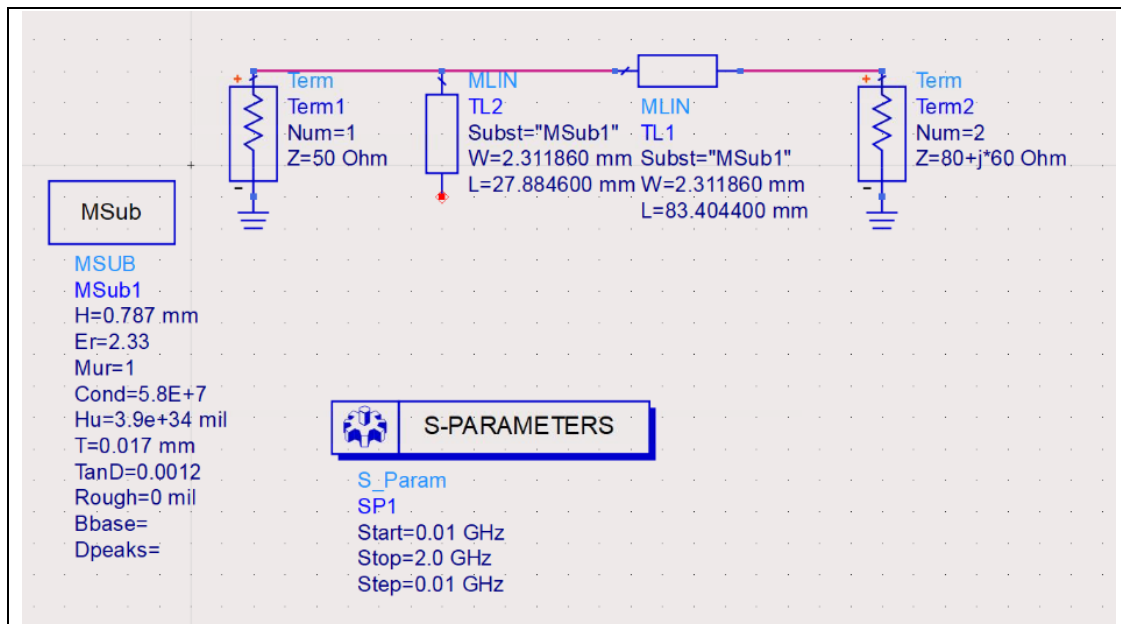 +
Term
Term1
Num=1
Z=50 Ohm
-
MLIN
TL2
Subst="MSub1"
W=2.311860 mm
L=27.884600 mm
MLIN
TL1
Subst="MSub1"
W=2.311860 mm
L=83.404400 mm
+
Term
Term2
Num=2
Z=80+j*60 Ohm
-
MSub
MSUB
MSub1
H=0.787 mm
Er=2.33
Mur=1
Cond=5.8E+7
Hu=3.9e+34 mil
T=0.017 mm
TanD=0.0012
Rough=0 mil
Bbase=
Dpeaks=
S-PARAMETERS
S_Param
SP1
Start=0.01 GHz
Stop=2.0 GHz
Step=0.01 GHz